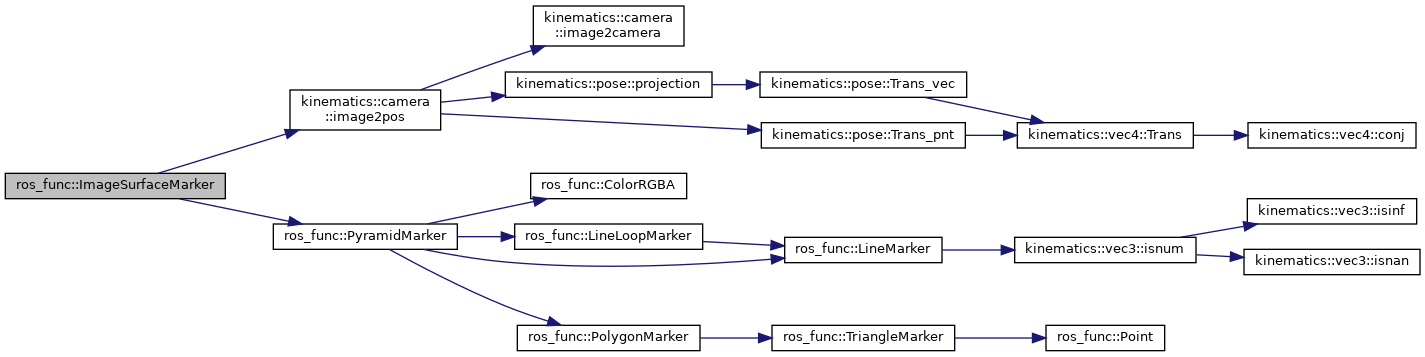 kinematics::camera
::image2camera
kinematics::pose::projection
kinematics::pose::Trans_vec
kinematics::camera
::image2pos
kinematics::pose::Trans_pnt
kinematics::vec4::Trans
kinematics::vec4::conj
ros_func::ImageSurfaceMarker
ros_func::ColorRGBA
kinematics::vec3::isinf
ros_func::PyramidMarker
ros_func::LineLoopMarker
ros_func::LineMarker
kinematics::vec3::isnum
kinematics::vec3::isnan
ros_func::PolygonMarker
ros_func::TriangleMarker
ros_func::Point